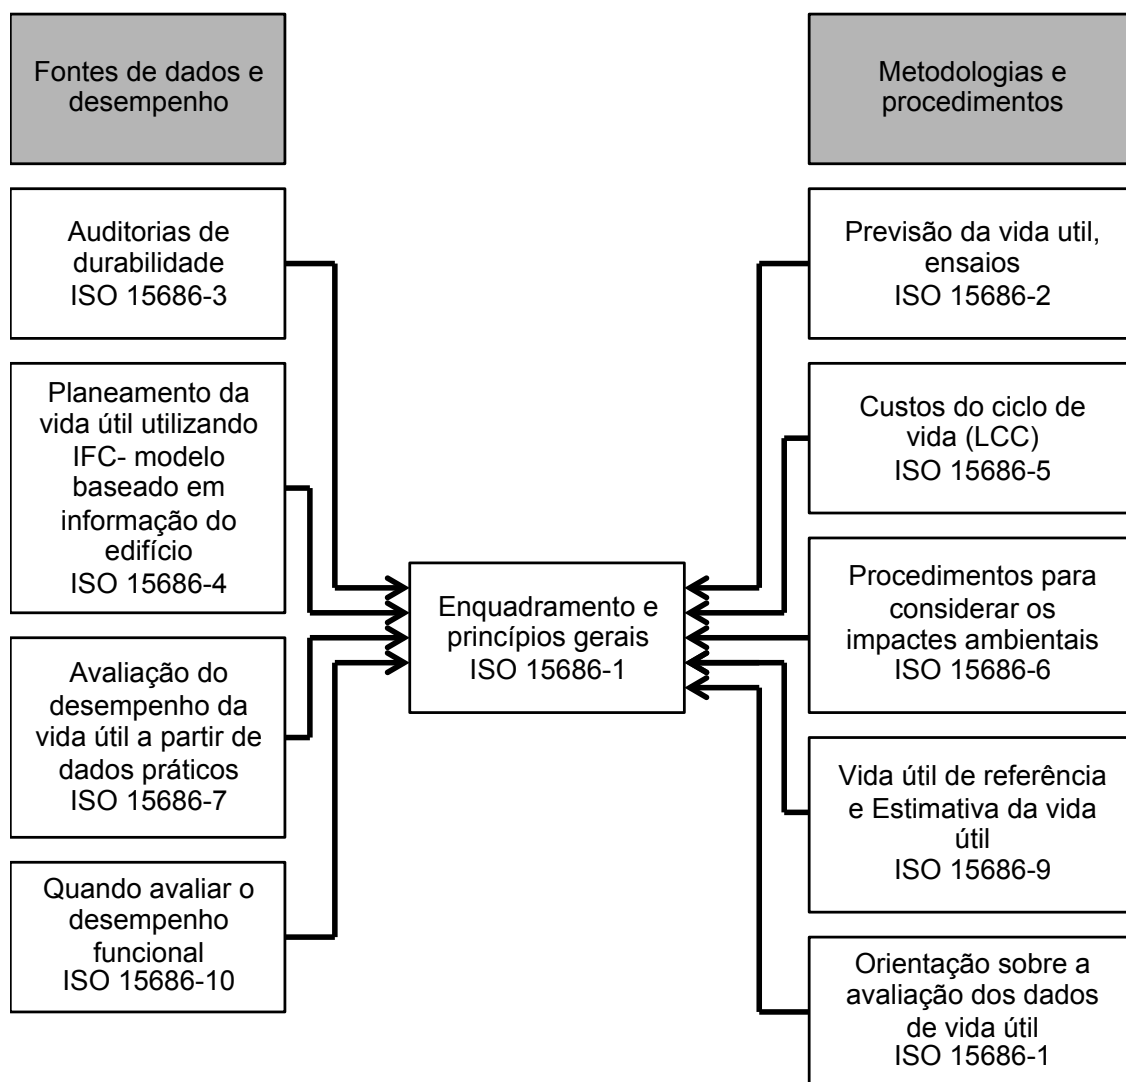 Fontes de dados e
desempenho
Auditorias de
durabilidade
ISO 15686-3
Planeamento da
vida útil utilizando
IFC- modelo
baseado em
informação do
edifício
ISO 15686-4
Avaliação do
desempenho da
vida útil a partir de
dados práticos
ISO 15686-7
Quando avaliar o
desempenho
funcional
ISO 15686-10
Enquadramento e
princípios gerais
ISO 15686-1
Metodologias e
procedimentos
Previsão da vida util,
ensaios
ISO 15686-2
Custos do ciclo de
vida (LCC)
ISO 15686-5
Procedimentos para
considerar os
impactes ambientais
ISO 15686-6
Vida útil de referência
e Estimativa da vida
útil
ISO 15686-9
Orientação sobre a
avaliação dos dados
de vida útil
ISO 15686-1